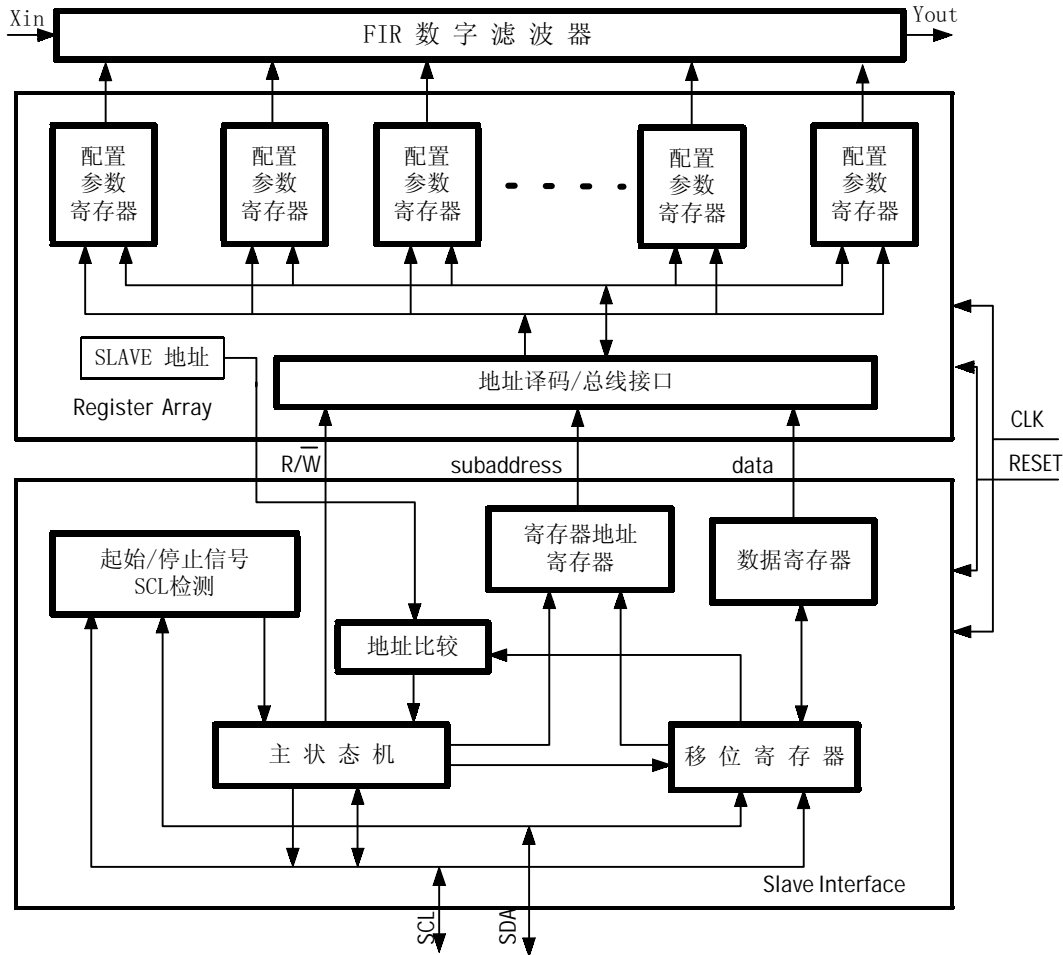 Xin
Yout
FIR 数 字 滤 波 器
配置
参数
寄存器
配置
参数
寄存器
配置
参数
寄存器
配置
参数
寄存器
配置
参数
寄存器
SLAVE 地址
地址译码/总线接口
Register Array
CLK
R/W̅
subaddress
data
RESET
起始/停止信号
SCL检测
寄存器地址
寄存器
数据寄存器
地址比较
主 状 态 机
移 位 寄 存 器
Slave Interface
SCL
SDA